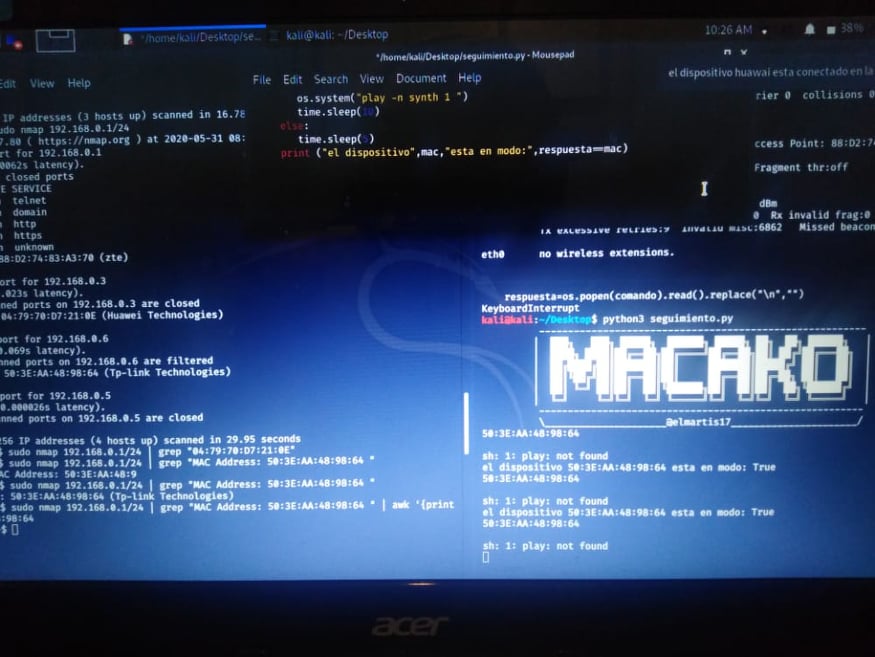 */home/kali/Desktop/se...
kali@kali: ~/Desktop
10:26 AM
38%
*/home/kali/Desktop/seguimiento.py - Mousepad
el dispositivo huawai esta conectado en la
Edit View Help
File Edit Search View Document Help
IP addresses (3 hosts up) scanned in 16.78
udo nmap 192.168.0.1/24
7.80 ( https://nmap.org ) at 2020-05-31 08:
rt for 192.168.0.1
0062s latency).
closed ports
E SERVICE
telnet
domain
http
https
unknown
88:D2:74:83:A3:70 (zte)
ort for 192.168.0.3
.023s latency).
ned ports on 192.168.0.3 are closed
04:79:70:D7:21:0E (Huawei Technologies)
port for 192.168.0.6
0.069s latency).
nned ports on 192.168.0.6 are filtered
50:3E:AA:48:98:64 (Tp-link Technologies)
port for 192.168.0.5
0.000026s latency).
nned ports on 192.168.0.5 are closed
256 IP addresses (4 hosts up) scanned in 29.95 seconds
$ sudo nmap 192.168.0.1/24 | grep "04:79:70:D7:21:0E"
$ sudo nmap 192.168.0.1/24 | grep "MAC Address: 50:3E:AA:48:98:64 "
AC Address: 50:3E:AA:48:9
$ sudo nmap 192.168.0.1/24 | grep "MAC Address: 50:3E:AA:48:98:64 "
: 50:3E:AA:48:98:64 (Tp-link Technologies)
$ sudo nmap 192.168.0.1/24 | grep "MAC Address: 50:3E:AA:48:98:64 " | awk '{print
:98:64
$
os.system("play -n synth 1 ")
time.sleep(10)
else:
time.sleep(5)
print ("el dispositivo",mac,"esta en modo:",respuesta==mac)
rier 0 collisions 0
ccess Point: 88:D2:74
Fragment thr:off
dBm
0 Rx invalid frag:0
Tx excessive retries:9 Invalid misc:6862 Missed beacon
eth0 no wireless extensions.
respuesta=os.popen(comando).read().replace("\n","")
KeyboardInterrupt
kali@kali:~/Desktop$ python3 seguimiento.py
MACAKO
@elmartis17
50:3E:AA:48:98:64
sh: 1: play: not found
el dispositivo 50:3E:AA:48:98:64 esta en modo: True
50:3E:AA:48:98:64
sh: 1: play: not found
el dispositivo 50:3E:AA:48:98:64 esta en modo: True
50:3E:AA:48:98:64
sh: 1: play: not found
acer